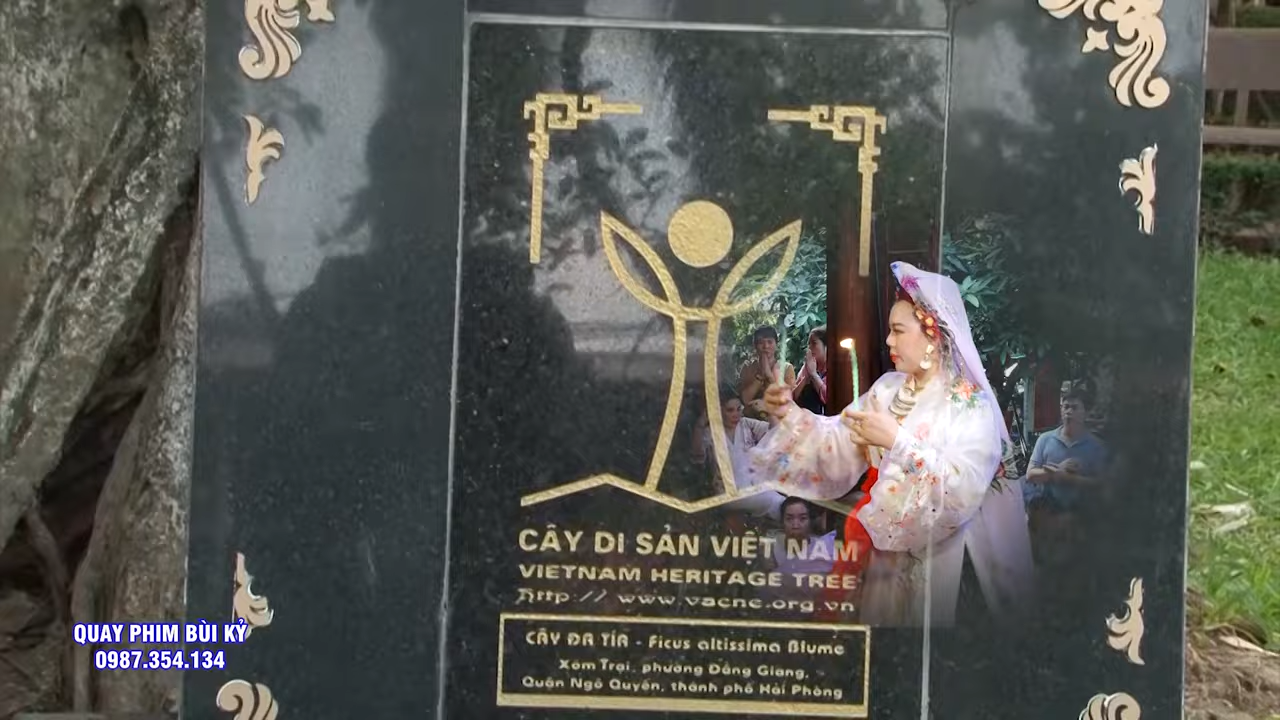 CÂY DI SẢN VIỆT NAM
VIETNAM HERITAGE TREE
http://www.vacne.org.vn
CÂY ĐA TÍA - Ficus altissima Blume
Xóm Trại, phường Đằng Giang,
Quận Ngô Quyền, thành phố Hải Phòng
QUAY PHIM BÙI KỶ
0987.354.134